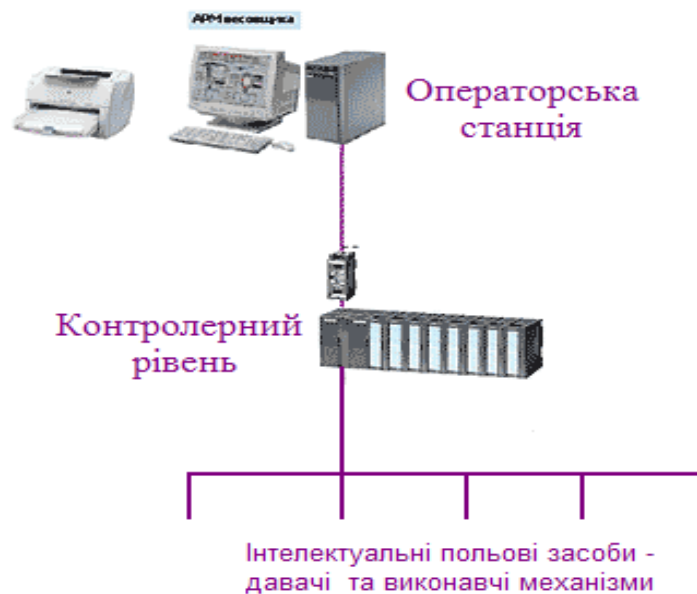 АРМ весовщика
Операторська
станція
Контролерний
рівень
Інтелектуальні польові засоби -
давачі та виконавчі механізми